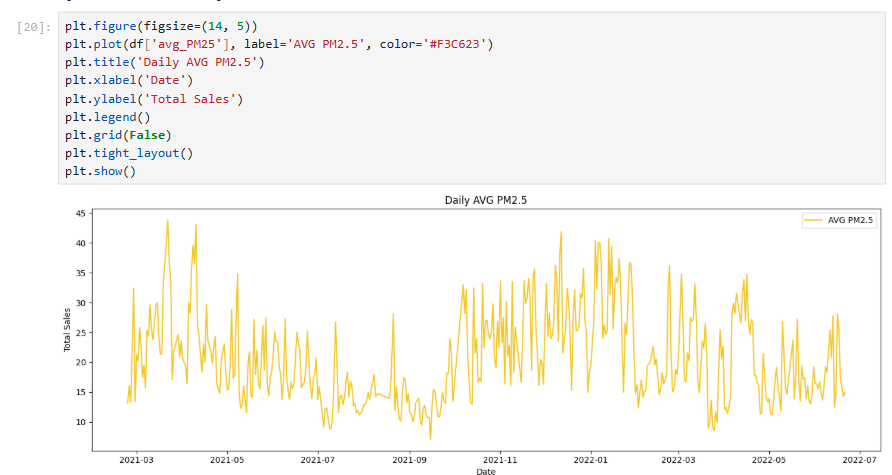 [20]:
plt.figure(figsize=(14, 5))
plt.plot(df['avg_PM25'], label='AVG PM2.5', color='#F3C623')
plt.title('Daily AVG PM2.5')
plt.xlabel('Date')
plt.ylabel('Total Sales')
plt.legend()
plt.grid(False)
plt.tight_layout()
plt.show()
Daily AVG PM2.5
AVG PM2.5
Total Sales
45
40
35
30
25
20
15
10
2021-03 2021-05 2021-07 2021-09 2021-11 2022-01 2022-03 2022-05 2022-07
Date